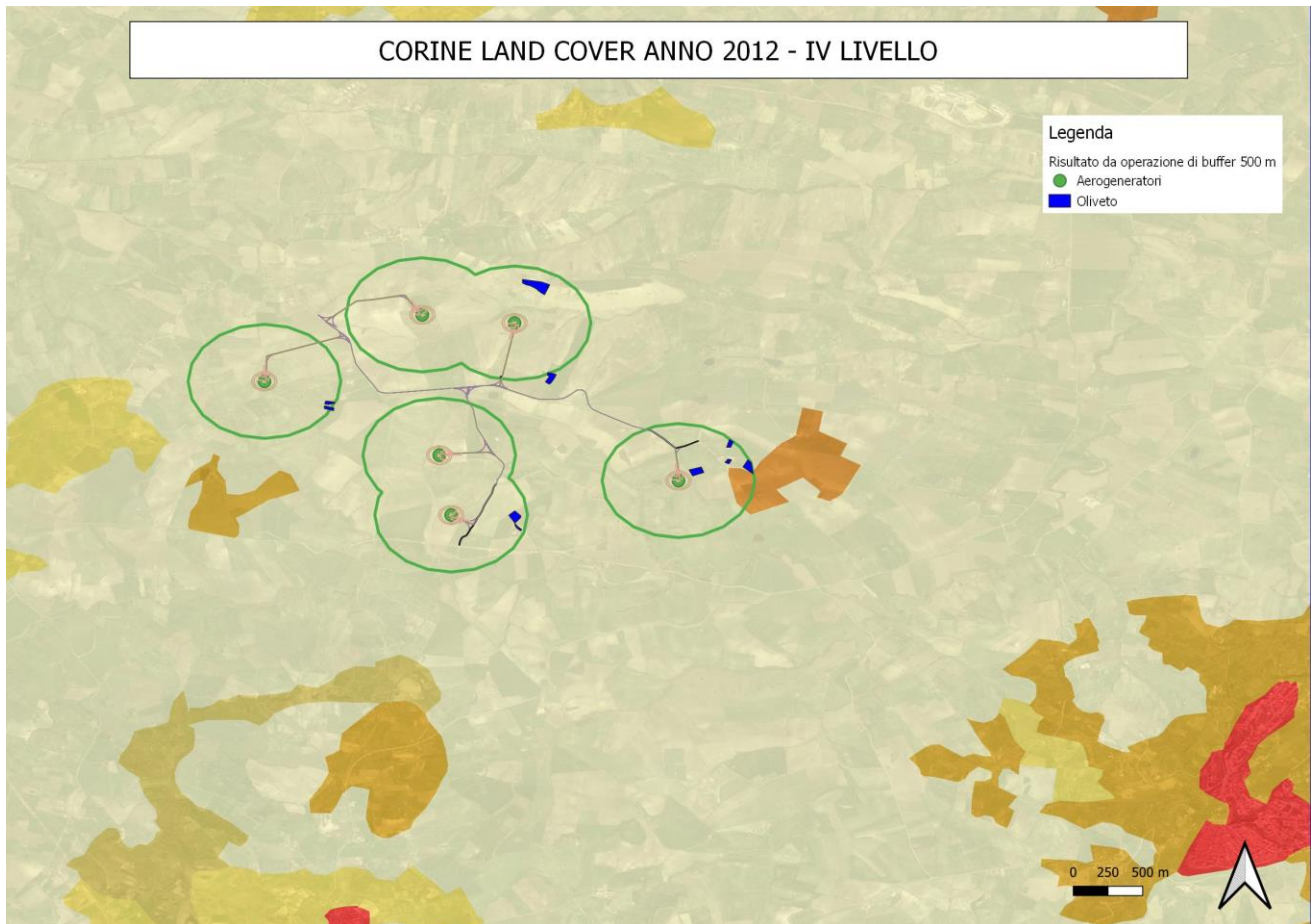 CORINE LAND COVER ANNO 2012 - IV LIVELLO
Legenda
Risultato da operazione di buffer 500 m
Aerogeneratori
Oliveto
0 250 500 m